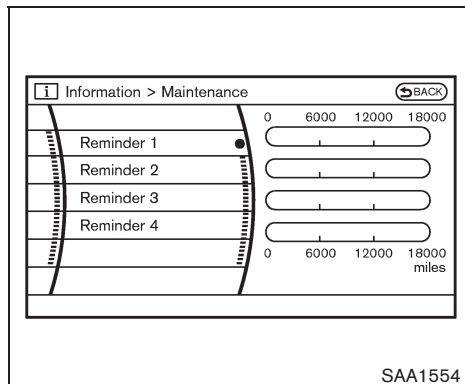 i Information > Maintenance BACK
0 6000 12000 18000
Reminder 1
Reminder 2
Reminder 3
Reminder 4
0 6000 12000 18000
miles
SAA1554